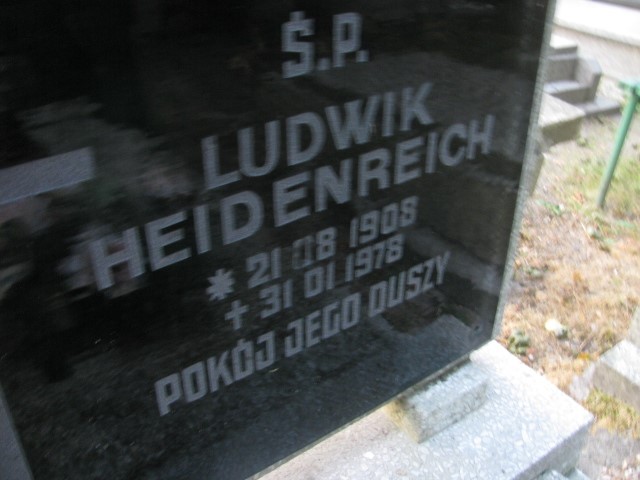 Ś.P.
LUDWIK
HEIDENREICH
* 21 08 1908
† 31 01 1978
POKÓJ JEGO DUSZY